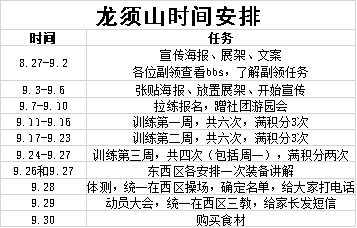 龙须山时间安排
时间 任务
8.27-9.2 宣传海报、展架、文案
各位副领查看bbs，了解副领任务
9.3-9.6 张贴海报、放置展架、开始宣传
9.7-9.10 拉练报名，蹭社团游园会
9.11-9.16 训练第一周，共六次，满积分3次
9.17-9.23 训练第二周，共六次，满积分3次
9.24-9.27 训练第三周，共四次（包括周一），满积分两次
9.26和9.27 东西区各安排一次装备讲解
9.28 体测，统一在西区操场，确定名单，给大家打电话
9.29 动员大会，统一在西区三教，给家长发短信
9.30 购买食材